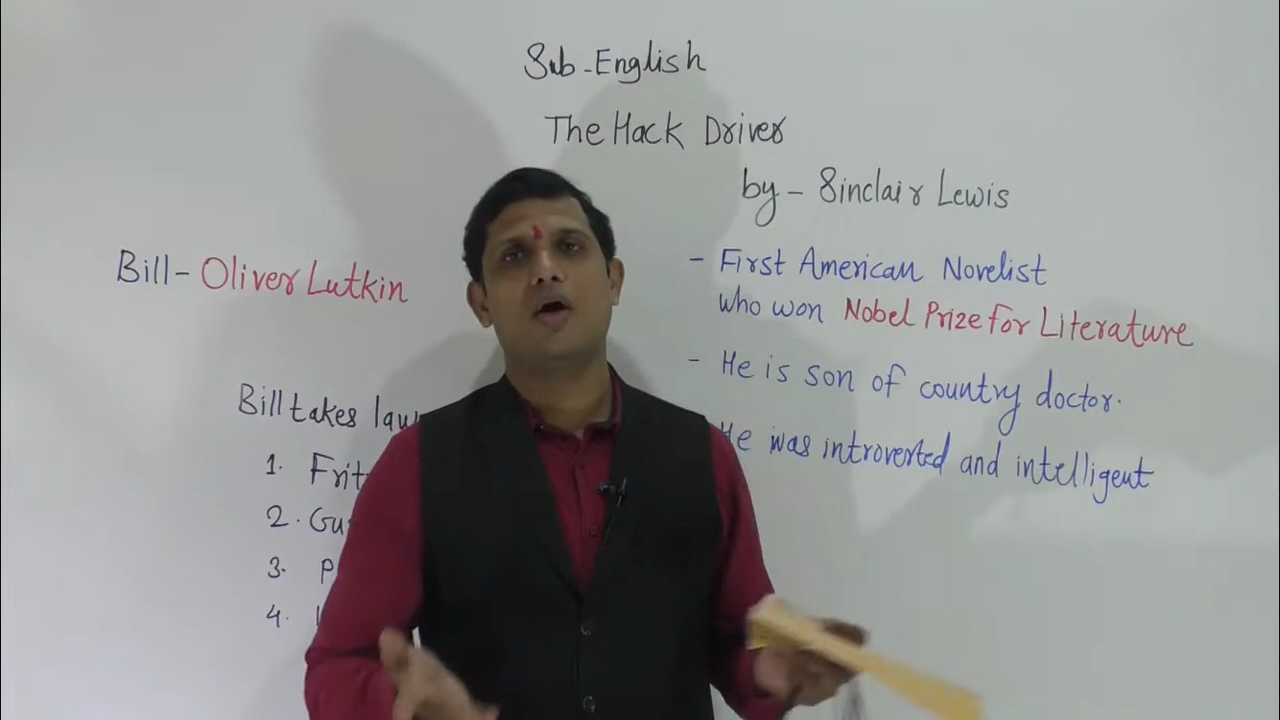 Sub-English
The Hack Driver
by - Sinclair Lewis
Bill - Oliver Lutkin
- First American Novelist
who won Nobel Prize For Literature
- He is son of country doctor.
He was introverted and intelligent
Bill takes
1.
2.
3.
4.